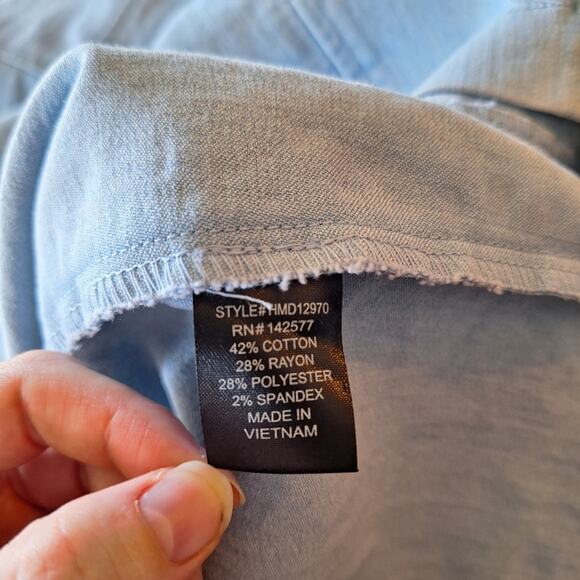 STYLE#HMD12970
RN# 142577
42% COTTON
28% RAYON
28% POLYESTER
2% SPANDEX
MADE IN
VIETNAM